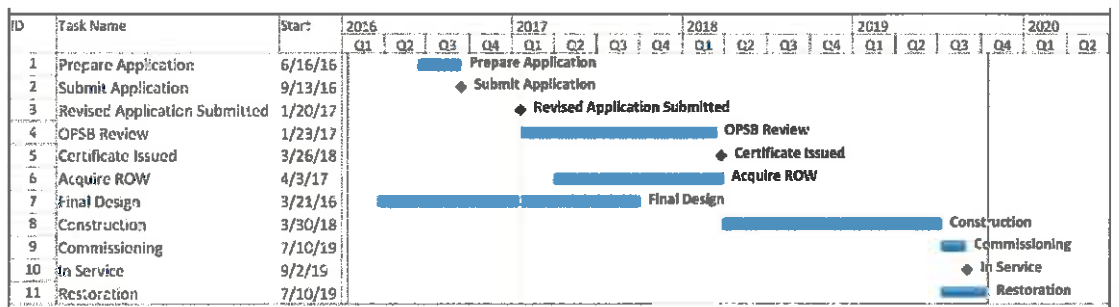 ID Task Name Start 2016 2017 2018 2019 2020
Q1 Q2 Q3 Q4 Q1 Q2 Q3 Q4 Q1 Q2 Q3 Q4 Q1 Q2 Q3 Q4 Q1 Q2
1 Prepare Application 6/16/16 Prepare Application
2 Submit Application 9/13/16 Submit Application
3 Revised Application Submitted 1/20/17 Revised Application Submitted
4 OPSB Review 1/23/17 OPSB Review
5 Certificate Issued 3/26/18 Certificate Issued
6 Acquire ROW 4/3/17 Acquire ROW
7 Final Design 3/21/16 Final Design
8 Construction 3/30/18 Construction
9 Commissioning 7/10/19 Commissioning
10 In Service 9/2/19 In Service
11 Restoration 7/10/19 Restoration